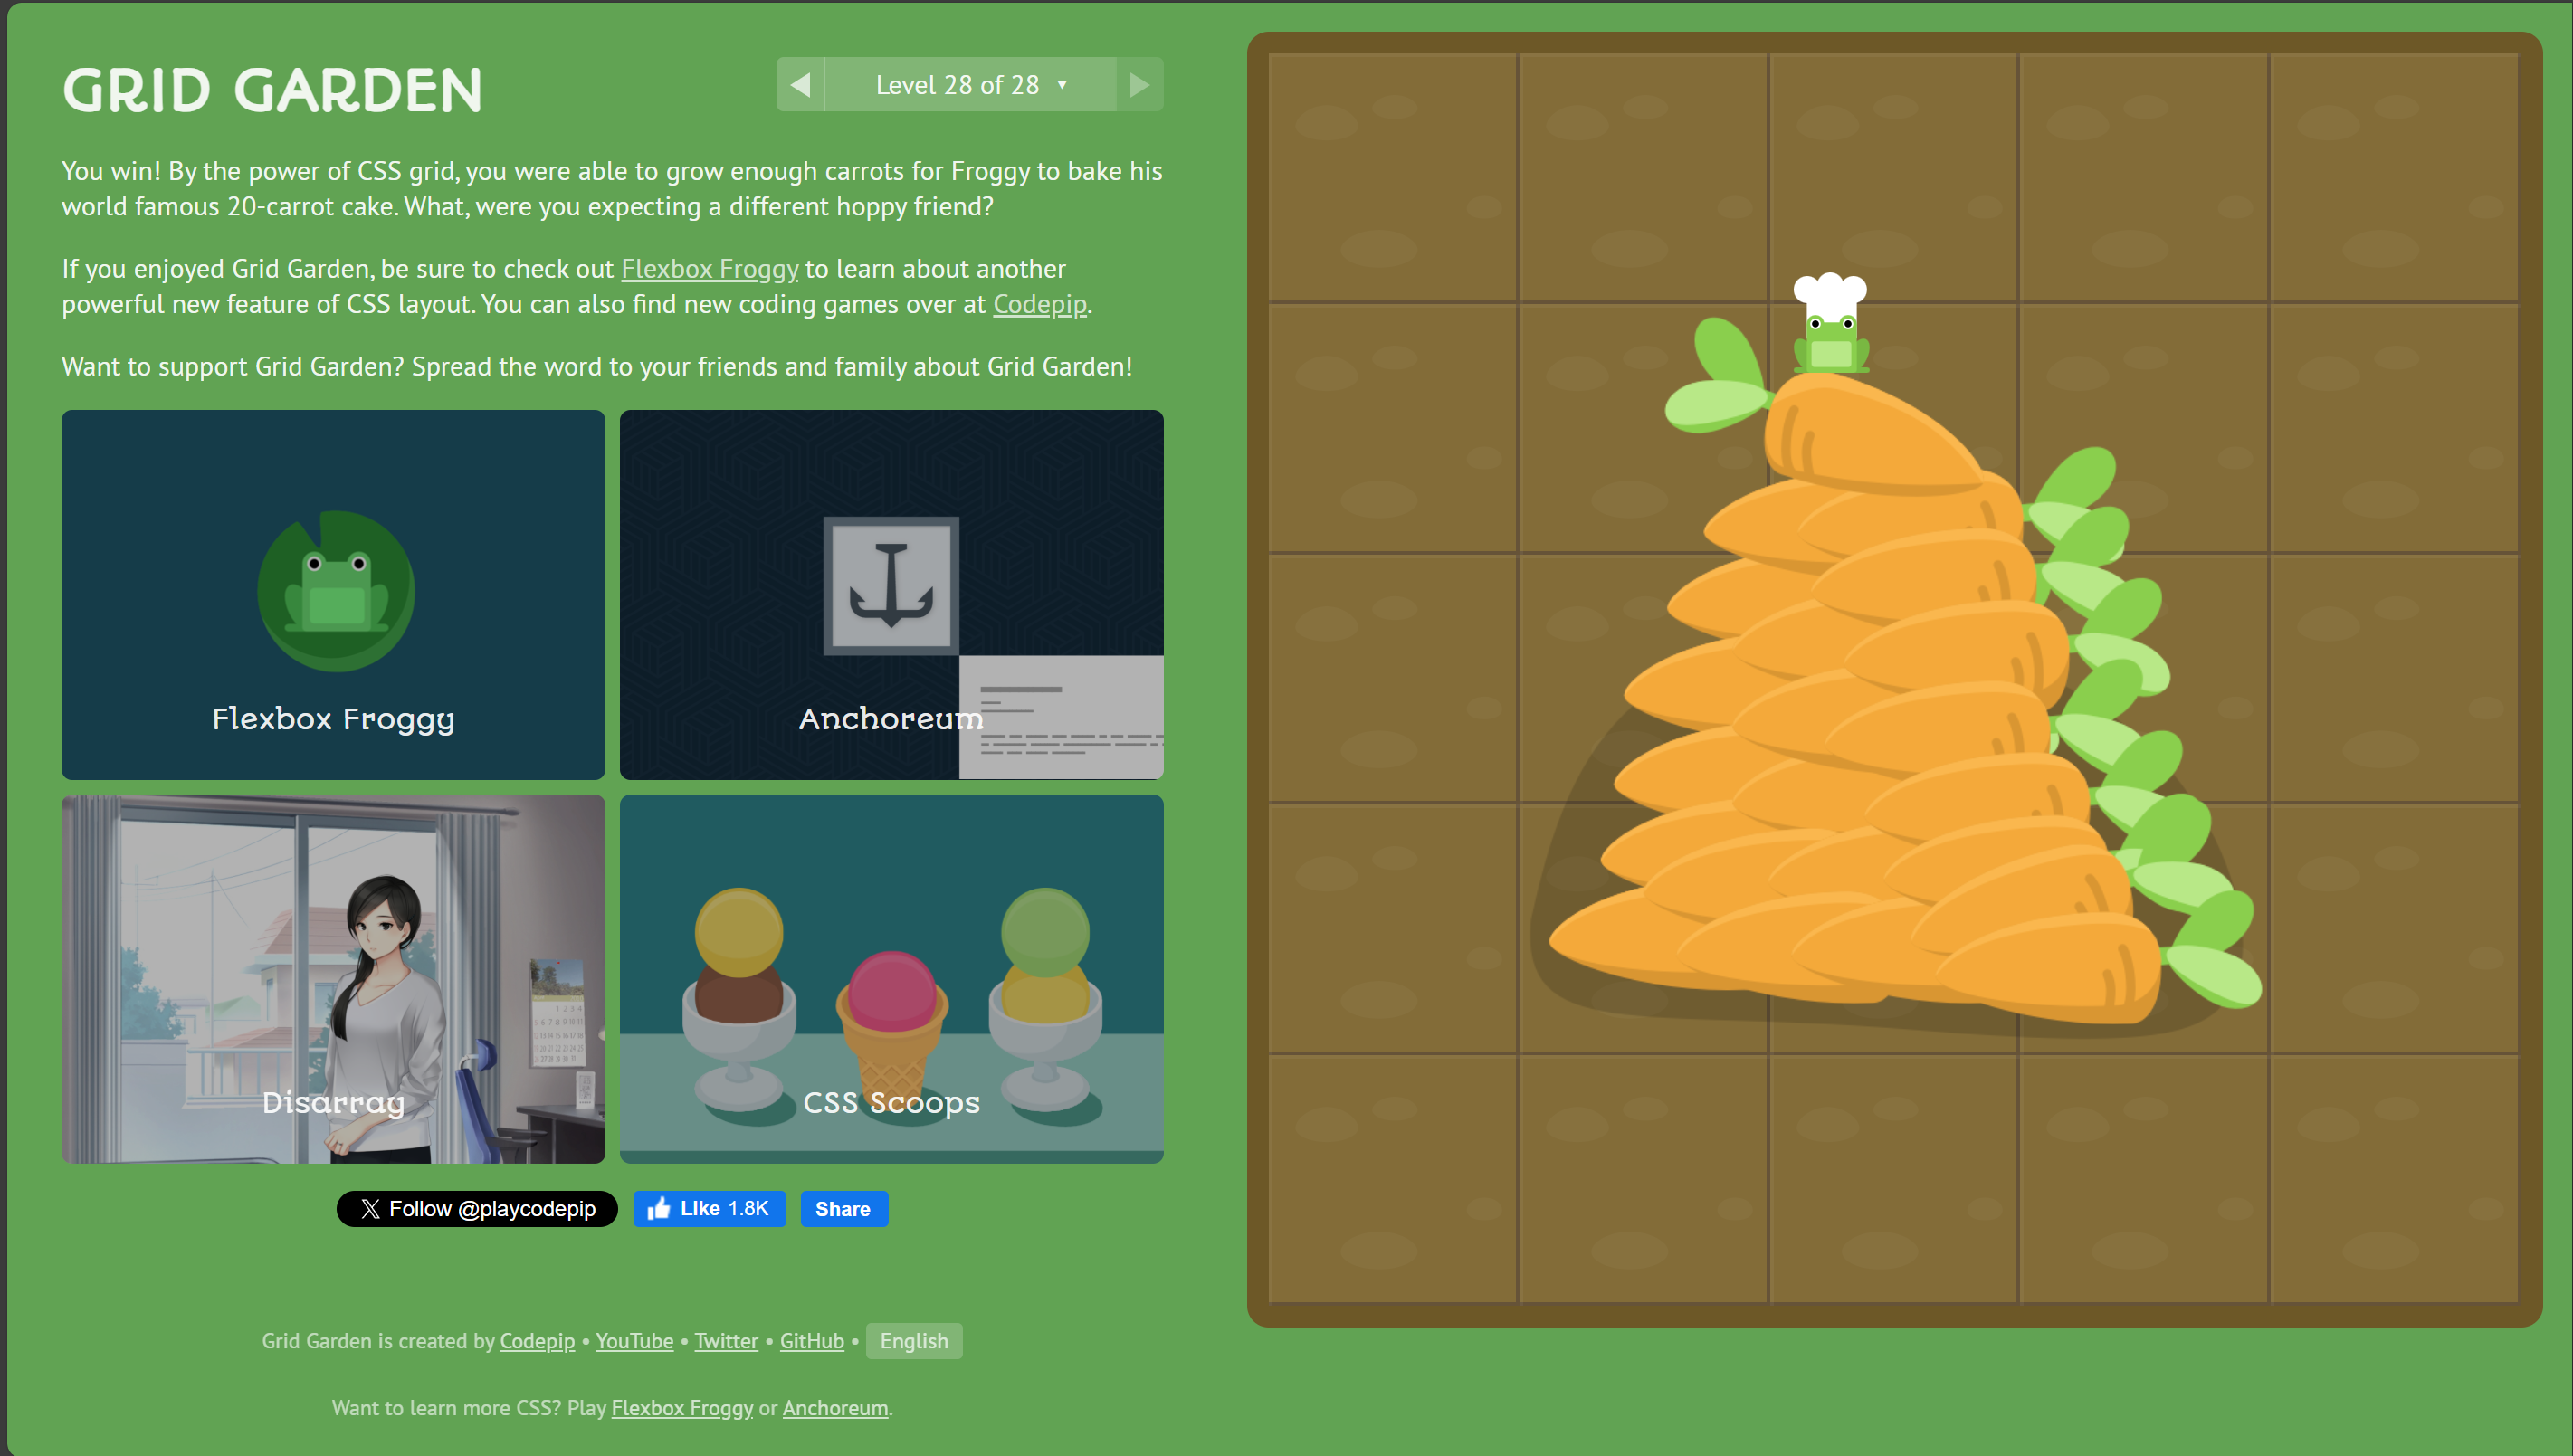 GRID GARDEN
◀ Level 28 of 28 ▼ ▶
You win! By the power of CSS grid, you were able to grow enough carrots for Froggy to bake his
world famous 20-carrot cake. What, were you expecting a different hoppy friend?
If you enjoyed Grid Garden, be sure to check out Flexbox Froggy to learn about another
powerful new feature of CSS layout. You can also find new coding games over at Codepip.
Want to support Grid Garden? Spread the word to your friends and family about Grid Garden!
Flexbox Froggy
Anchoreum
Disarray
CSS Scoops
X Follow @playcodepip
Like 1.8K
Share
Grid Garden is created by Codepip • YouTube • Twitter • GitHub • English
Want to learn more CSS? Play Flexbox Froggy or Anchoreum.